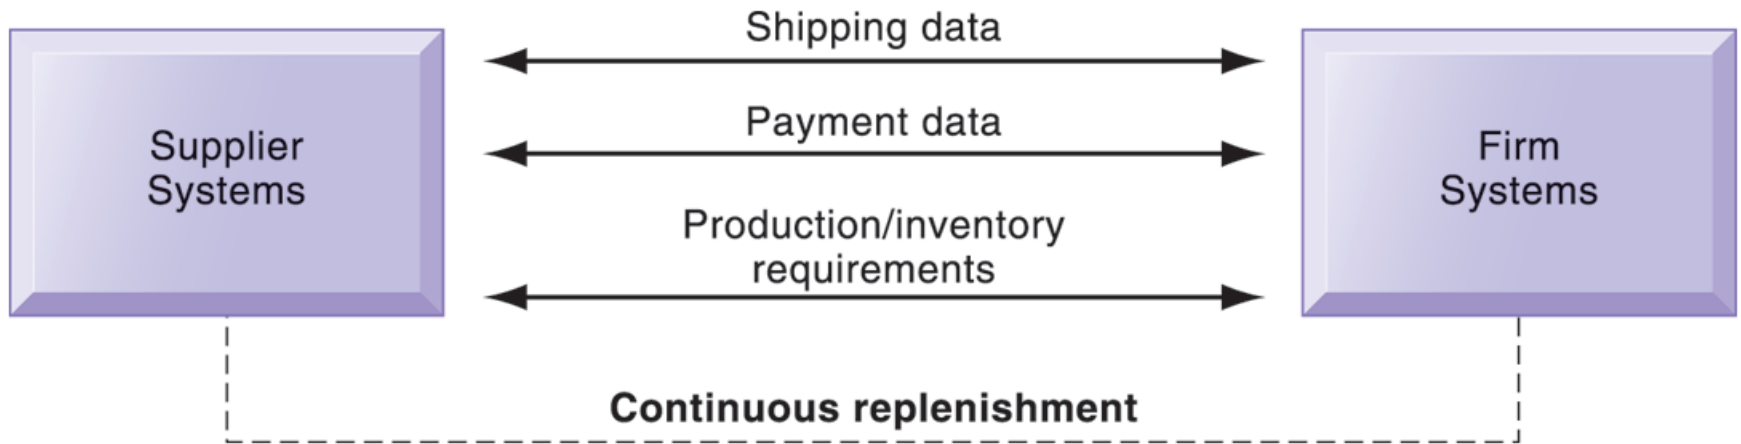 Shipping data
Payment data
Supplier
Systems
Firm
Systems
Production/inventory
requirements
Continuous replenishment